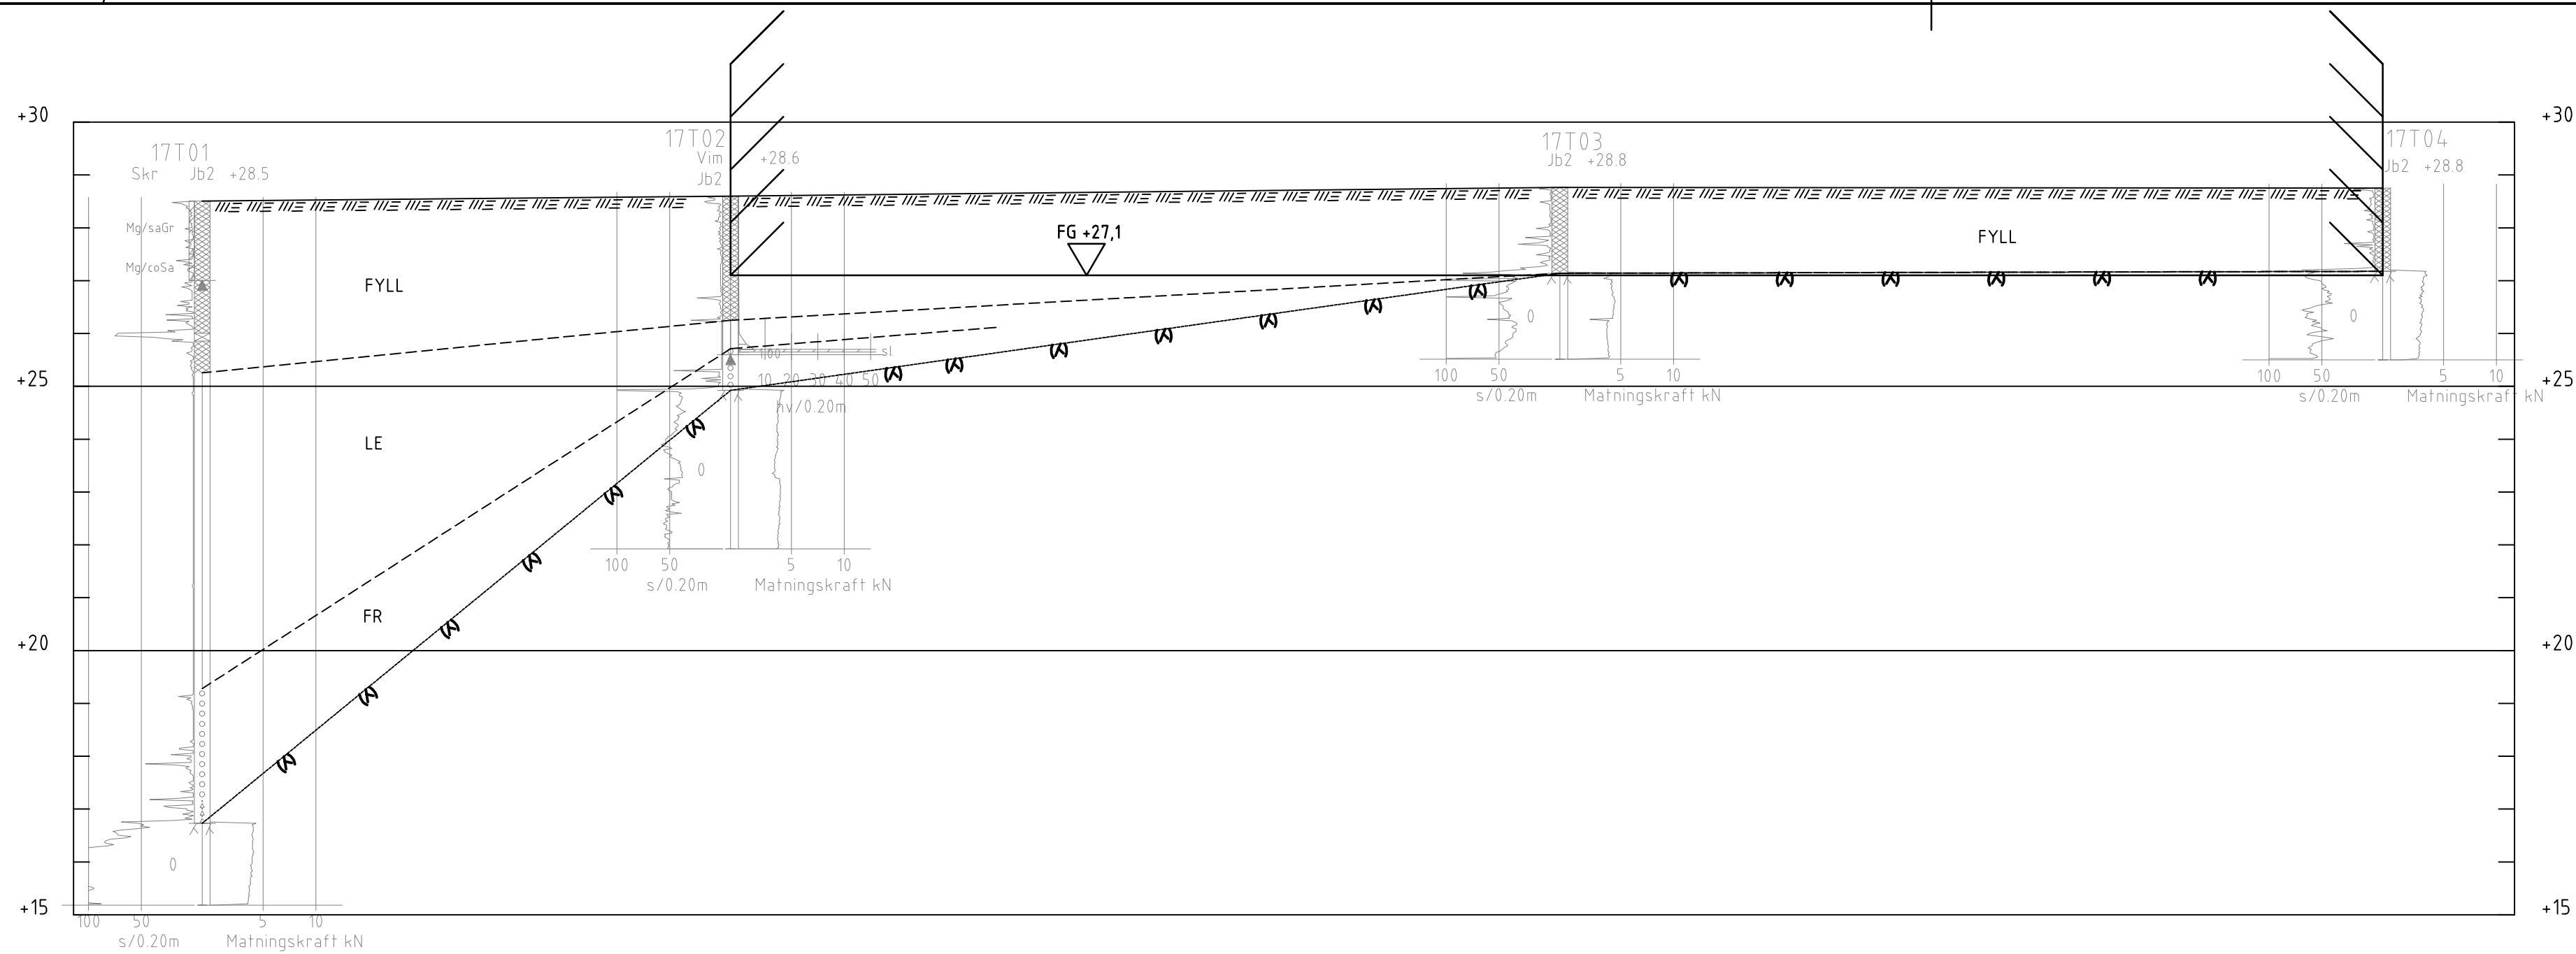 +30
+30
17T01
Skr Jb2 +28.5
17T02
Vim +28.6
Jb2
17T03
Jb2 +28.8
17T04
Jb2 +28.8
Mg/saGr
Mg/coSa
FYLL
FG +27,1
FYLL
0
0
100
sl
10 20 30 40 50
hv/0.20m
+25
+25
100 50 5 10
s/0.20m Matningskraft kN
100 50 5 10
s/0.20m Matningskraft kN
LE
0
100 50 5 10
s/0.20m Matningskraft kN
FR
+20
+20
0
+15
+15
100 50 5 10
s/0.20m Matningskraft kN